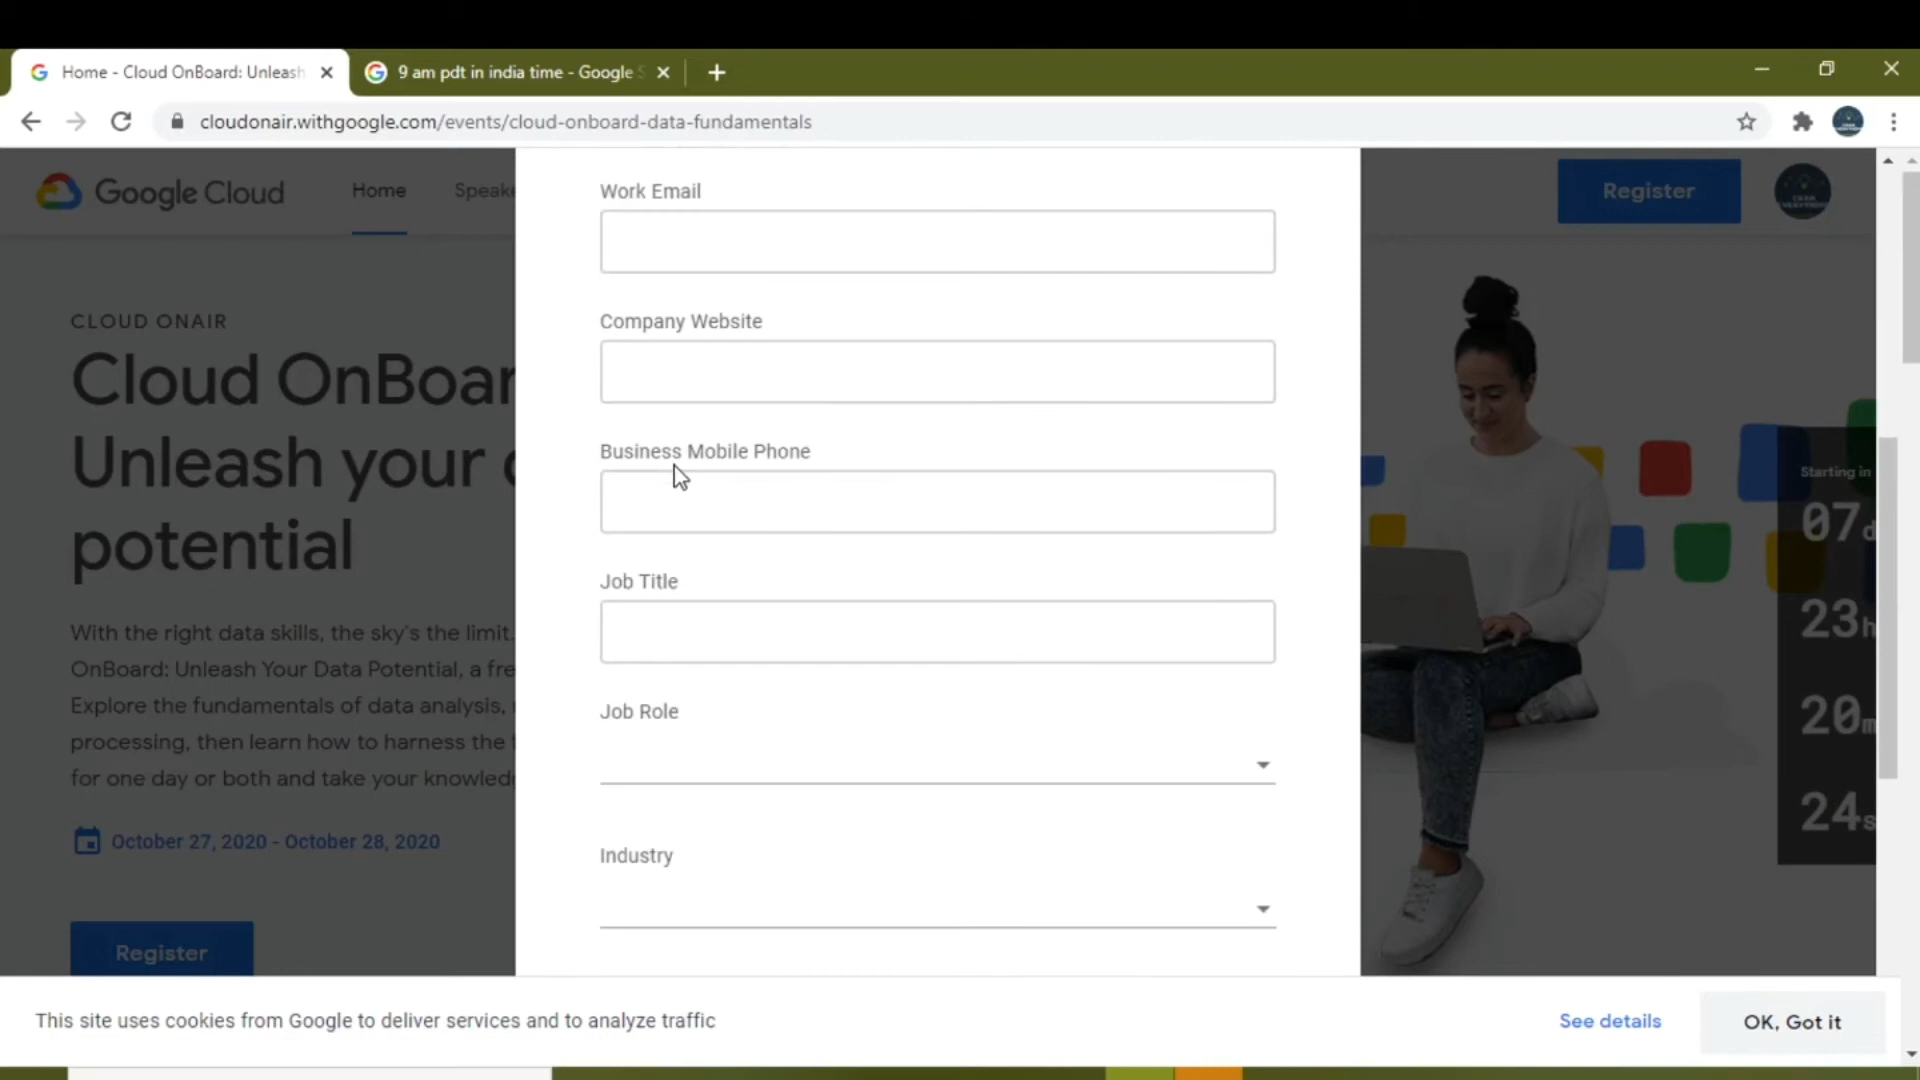 Home - Cloud OnBoard: Unleash
9 am pdt in india time - Google S
cloudonair.withgoogle.com/events/cloud-onboard-data-fundamentals
Google Cloud
Home
Speake
Register
Work Email
Company Website
Business Mobile Phone
Job Title
Job Role
Industry
CLOUD ONAIR
Cloud OnBoar
Unleash your
potential
With the right data skills, the sky's the limit.
OnBoard: Unleash Your Data Potential, a fre
Explore the fundamentals of data analysis,
processing, then learn how to harness the
for one day or both and take your knowled
October 27, 2020 - October 28, 2020
Register
Starting in
07d
23h
20m
24s
This site uses cookies from Google to deliver services and to analyze traffic
See details
OK, Got it